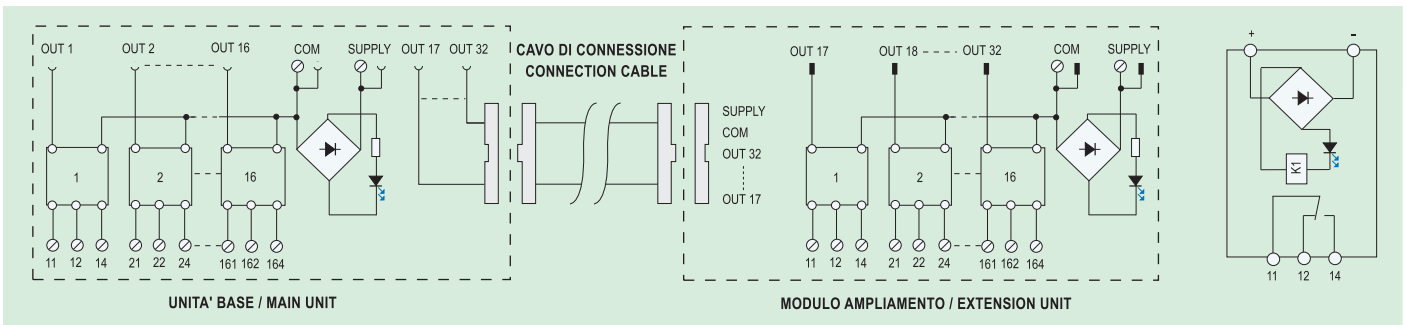 OUT 1 OUT 2 OUT 16 COM SUPPLY OUT 17 OUT 32
1 2 16
11 12 14 21 22 24 161 162 164
UNITA' BASE / MAIN UNIT
CAVO DI CONNESSIONE
CONNECTION CABLE
SUPPLY
COM
OUT 32
OUT 17
OUT 17 OUT 18 OUT 32 COM SUPPLY
1 2 16
11 12 14 21 22 24 161 162 164
MODULO AMPLIAMENTO / EXTENSION UNIT
+ -
K1
11 12 14